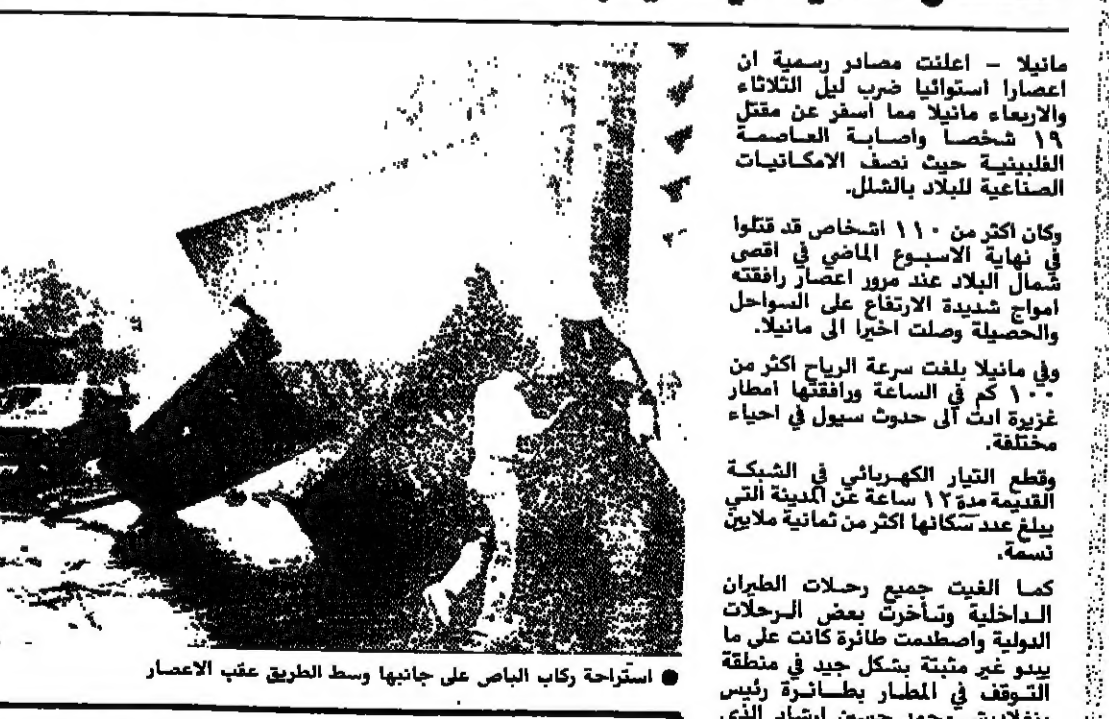 مانيلا – اعلنت مصادر رسمية ان
اعصارا استوائيا ضرب ليل الثلاثاء
والاربعاء مانيلا مما اسفر عن مقتل
١٩ شخصا واصابة العاصمة
الفلبينية حيث نصف الامكانيات
الصناعية للبلاد بالشلل.
وكان اكثر من ١١٠ اشخاص قد قتلوا
في نهاية الاسبوع الماضي في اقصى
شمال البلاد عند مرور اعصار رافقته
امواج شديدة الارتفاع على السواحل
والحصيلة وصلت اخيرا الى مانيلا.
وفي مانيلا بلغت سرعة الرياح اكثر من
١٠٠ كم في الساعة ورافقتها امطار
غزيرة ادت الى حدوث سيول في احياء
مختلفة.
وقطع التيار الكهربائي في الشبكة
القديمة مدة ١٢ ساعة عن المدينة التي
يبلغ عدد سكانها اكثر من ثمانية ملايين
نسمة.
كما الغيت جميع رحلات الطيران
الداخلية وتأخرت بعض الرحلات
الدولية واصطدمت طائرة كانت على ما
يبدو غير مثبتة بشكل جيد في منطقة
التوقف في المطار بطائرة رئيس
حسين ارشاد الذي
● استراحة ركاب الباص على جانبها وسط الطريق عقب الاعصار